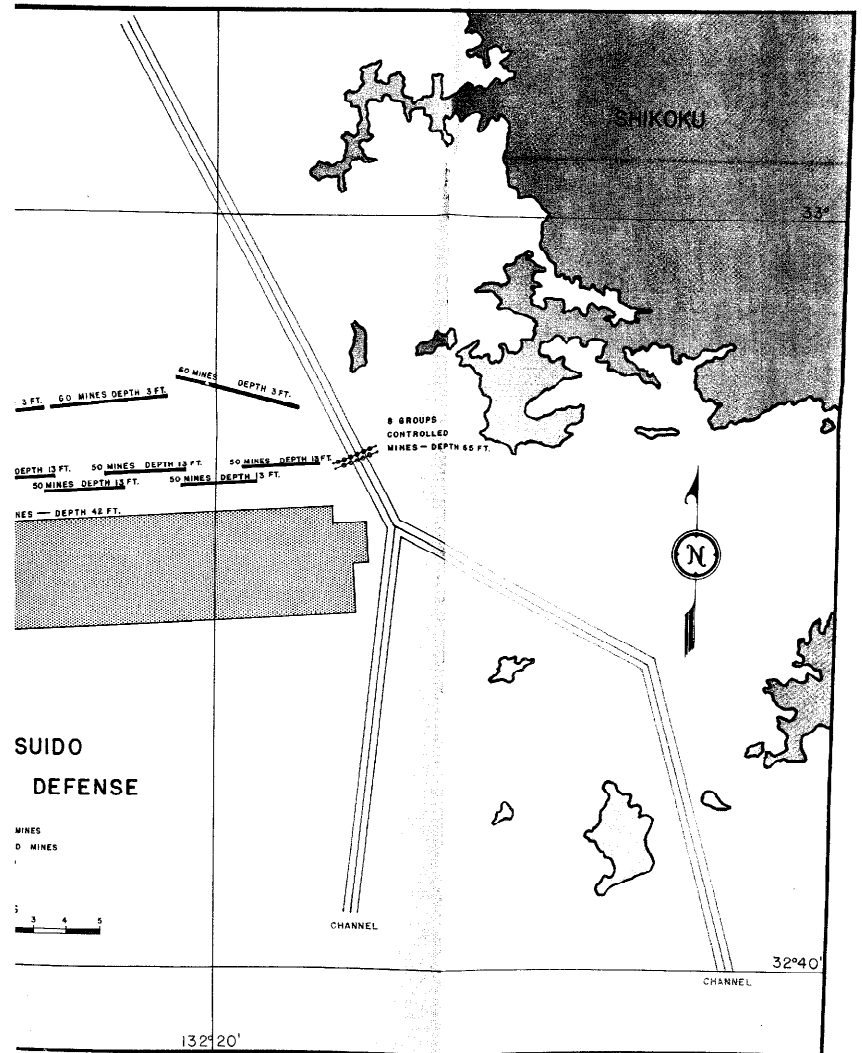 SHIKOKU
33°
3 FT.
60 MINES DEPTH 3 FT.
60 MINES DEPTH 3 FT.
8 GROUPS
CONTROLLED
MINES — DEPTH 65 FT.
DEPTH 13 FT.
50 MINES DEPTH 13 FT.
50 MINES DEPTH 13 FT.
50 MINES DEPTH 13 FT.
50 MINES DEPTH 13 FT.
NES — DEPTH 42 FT.
N
SUIDO
DEFENSE
MINES
D MINES
3 4 5
CHANNEL
32°40'
CHANNEL
132°20'